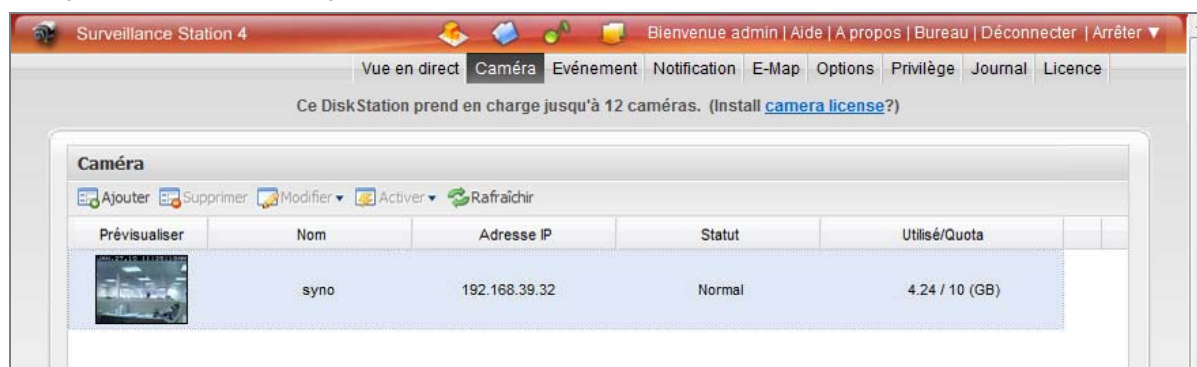 Surveillance Station 4 Bienvenue admin | Aide | A propos | Bureau | Déconnecter | Arrêter ▼
Vue en direct Caméra Evénement Notification E-Map Options Privilège Journal Licence
Ce DiskStation prend en charge jusqu'à 12 caméras. (Install camera license?)
Caméra
Ajouter Supprimer Modifier ▾ Activer ▾ Rafraîchir
Prévisualiser Nom Adresse IP Statut Utilisé/Quota
syno 192.168.39.32 Normal 4.24 / 10 (GB)